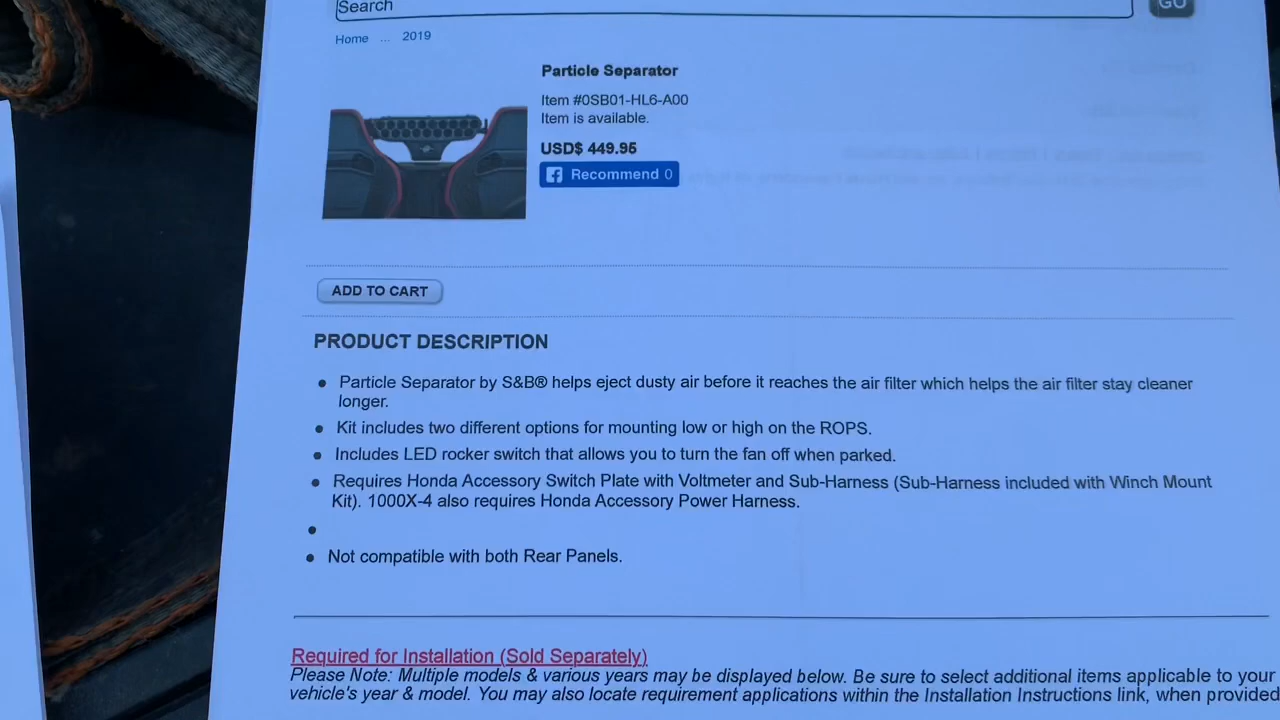 Search
GO
Home ... 2019
Particle Separator
Item #0SB01-HL6-A00
Item is available.
USD$ 449.95
Recommend 0
ADD TO CART
PRODUCT DESCRIPTION
Particle Separator by S&B® helps eject dusty air before it reaches the air filter which helps the air filter stay cleaner
longer.
Kit includes two different options for mounting low or high on the ROPS.
Includes LED rocker switch that allows you to turn the fan off when parked.
Requires Honda Accessory Switch Plate with Voltmeter and Sub-Harness (Sub-Harness included with Winch Mount
Kit). 1000X-4 also requires Honda Accessory Power Harness.
Not compatible with both Rear Panels.
Required for Installation (Sold Separately)
Please Note: Multiple models & various years may be displayed below. Be sure to select additional items applicable to your
vehicle's year & model. You may also locate requirement applications within the Installation Instructions link, when provided